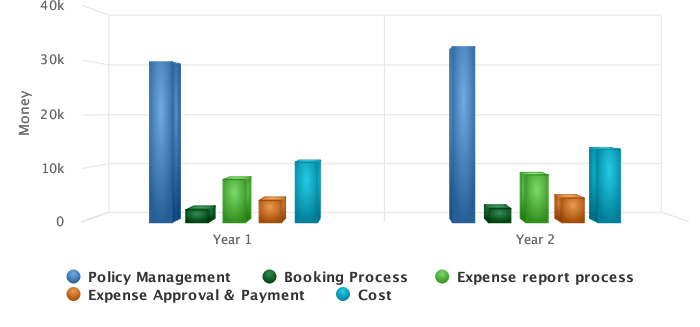 40k
30k
Money
20k
10k
0
Year 1 Year 2
Policy Management Booking Process Expense report process
Expense Approval & Payment Cost